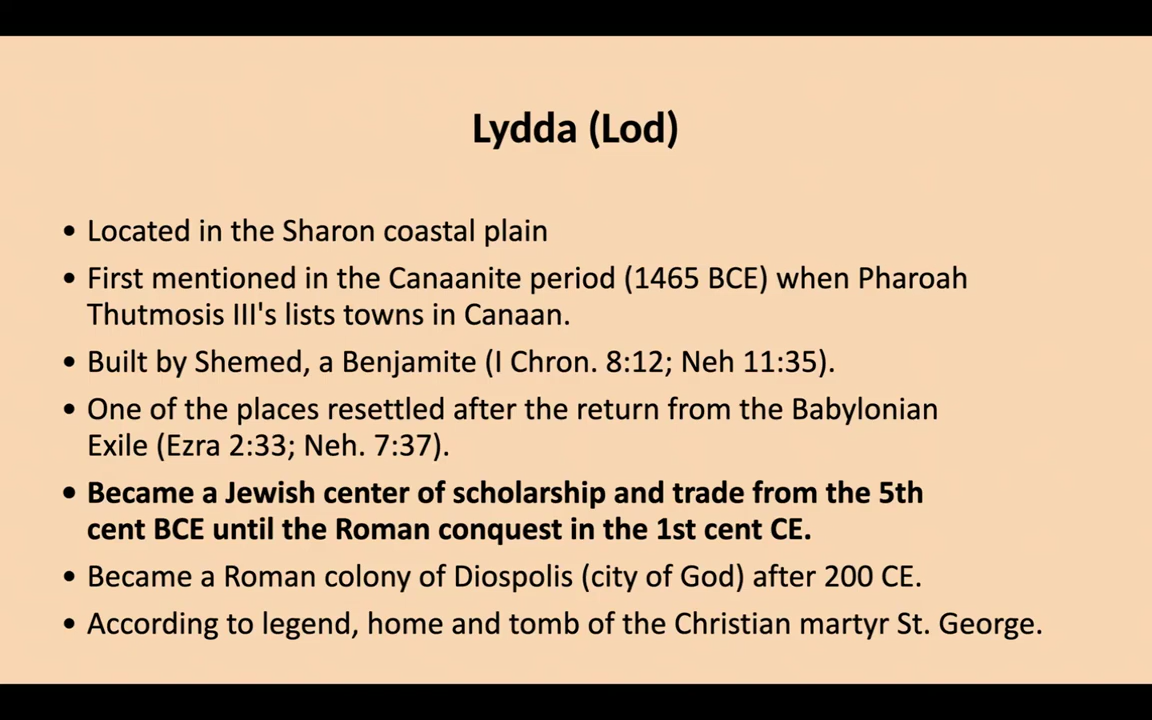 Lydda (Lod)
• Located in the Sharon coastal plain
• First mentioned in the Canaanite period (1465 BCE) when Pharoah
Thutmosis III's lists towns in Canaan.
• Built by Shemed, a Benjamite (I Chron. 8:12; Neh 11:35).
• One of the places resettled after the return from the Babylonian
Exile (Ezra 2:33; Neh. 7:37).
• Became a Jewish center of scholarship and trade from the 5th
cent BCE until the Roman conquest in the 1st cent CE.
• Became a Roman colony of Diospolis (city of God) after 200 CE.
• According to legend, home and tomb of the Christian martyr St. George.